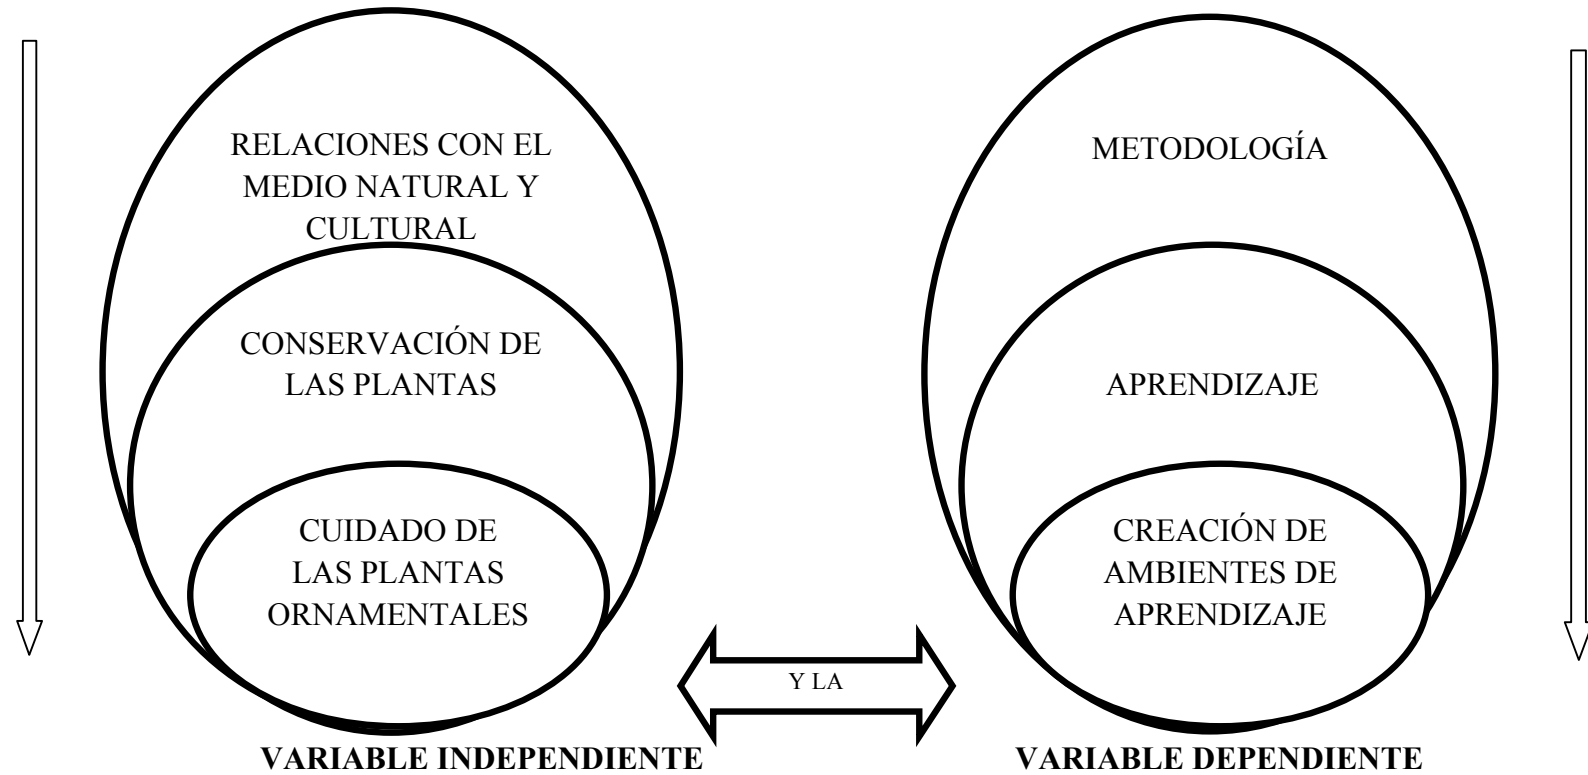 RELACIONES CON EL
MEDIO NATURAL Y
CULTURAL
CONSERVACIÓN DE
LAS PLANTAS
CUIDADO DE
LAS PLANTAS
ORNAMENTALES
METODOLOGÍA
APRENDIZAJE
CREACIÓN DE
AMBIENTES DE
APRENDIZAJE
Y LA
VARIABLE INDEPENDIENTE
VARIABLE DEPENDIENTE